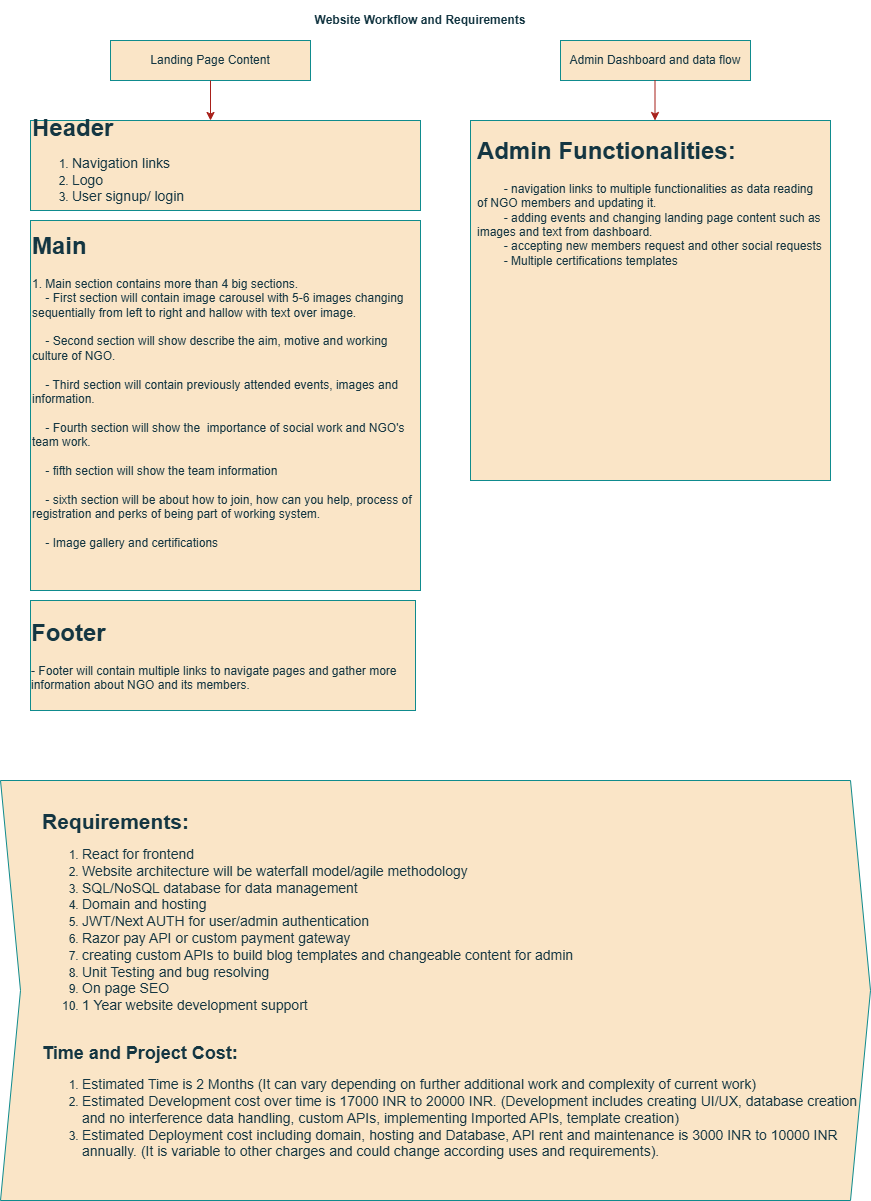 Website Workflow and Requirements
Landing Page Content
Header
1. Navigation links
2. Logo
3. User signup/ login
Main
1. Main section contains more than 4 big sections.
- First section will contain image carousel with 5-6 images changing
sequentially from left to right and hallow with text over image.
- Second section will show describe the aim, motive and working
culture of NGO.
- Third section will contain previously attended events, images and
information.
- Fourth section will show the  importance of social work and NGO's
team work.
- fifth section will show the team information
- sixth section will be about how to join, how can you help, process of
registration and perks of being part of working system.
- Image gallery and certifications
Footer
- Footer will contain multiple links to navigate pages and gather more
information about NGO and its members.
Admin Dashboard and data flow
Admin Functionalities:
- navigation links to multiple functionalities as data reading
of NGO members and updating it.
- adding events and changing landing page content such as
images and text from dashboard.
- accepting new members request and other social requests
- Multiple certifications templates
Requirements:
1. React for frontend
2. Website architecture will be waterfall model/agile methodology
3. SQL/NoSQL database for data management
4. Domain and hosting
5. JWT/Next AUTH for user/admin authentication
6. Razor pay API or custom payment gateway
7. creating custom APIs to build blog templates and changeable content for admin
8. Unit Testing and bug resolving
9. On page SEO
10. 1 Year website development support
Time and Project Cost:
1. Estimated Time is 2 Months (It can vary depending on further additional work and complexity of current work)
2. Estimated Development cost over time is 17000 INR to 20000 INR. (Development includes creating UI/UX, database creation
and no interference data handling, custom APIs, implementing Imported APIs, template creation)
3. Estimated Deployment cost including domain, hosting and Database, API rent and maintenance is 3000 INR to 10000 INR
annually. (It is variable to other charges and could change according uses and requirements).